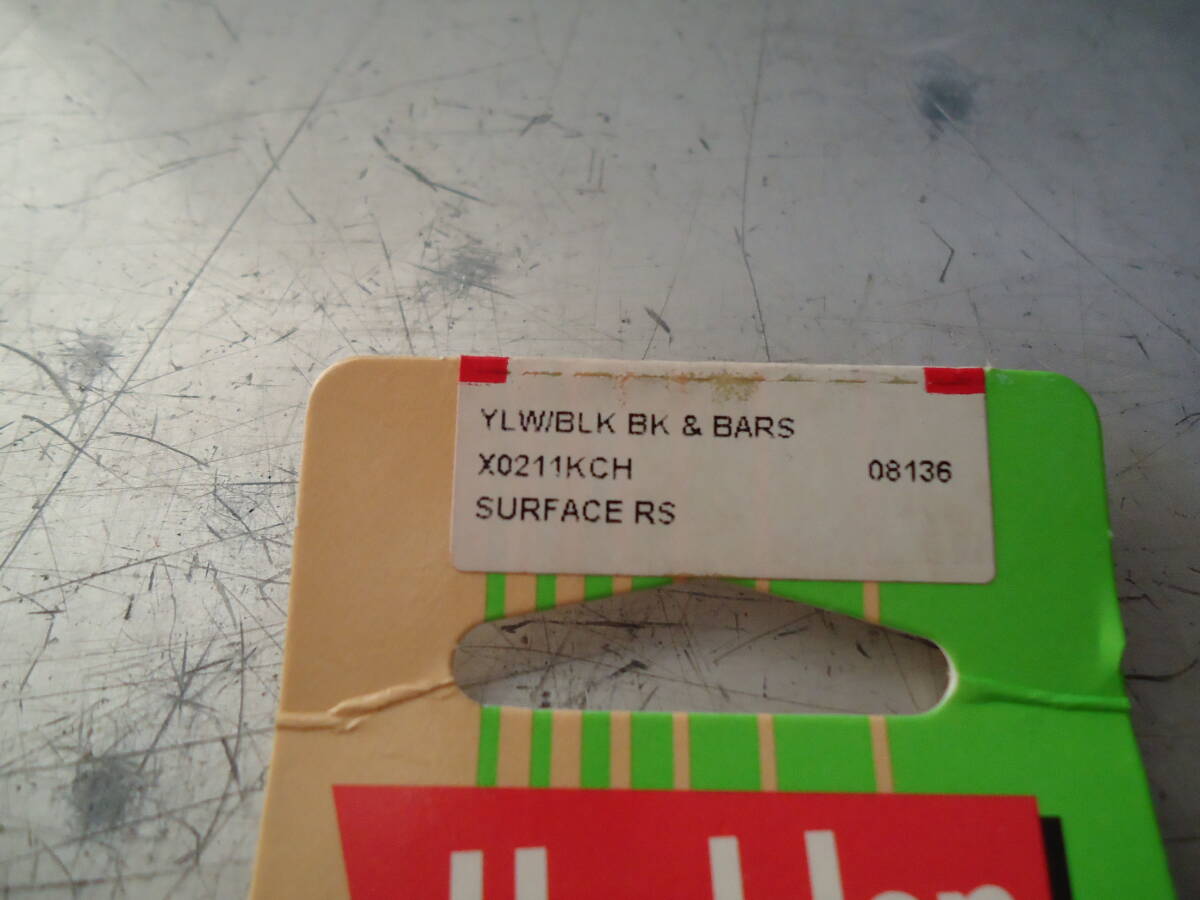 YLW/BLK BK & BARS
X0211KCH 08136
SURFACE RS